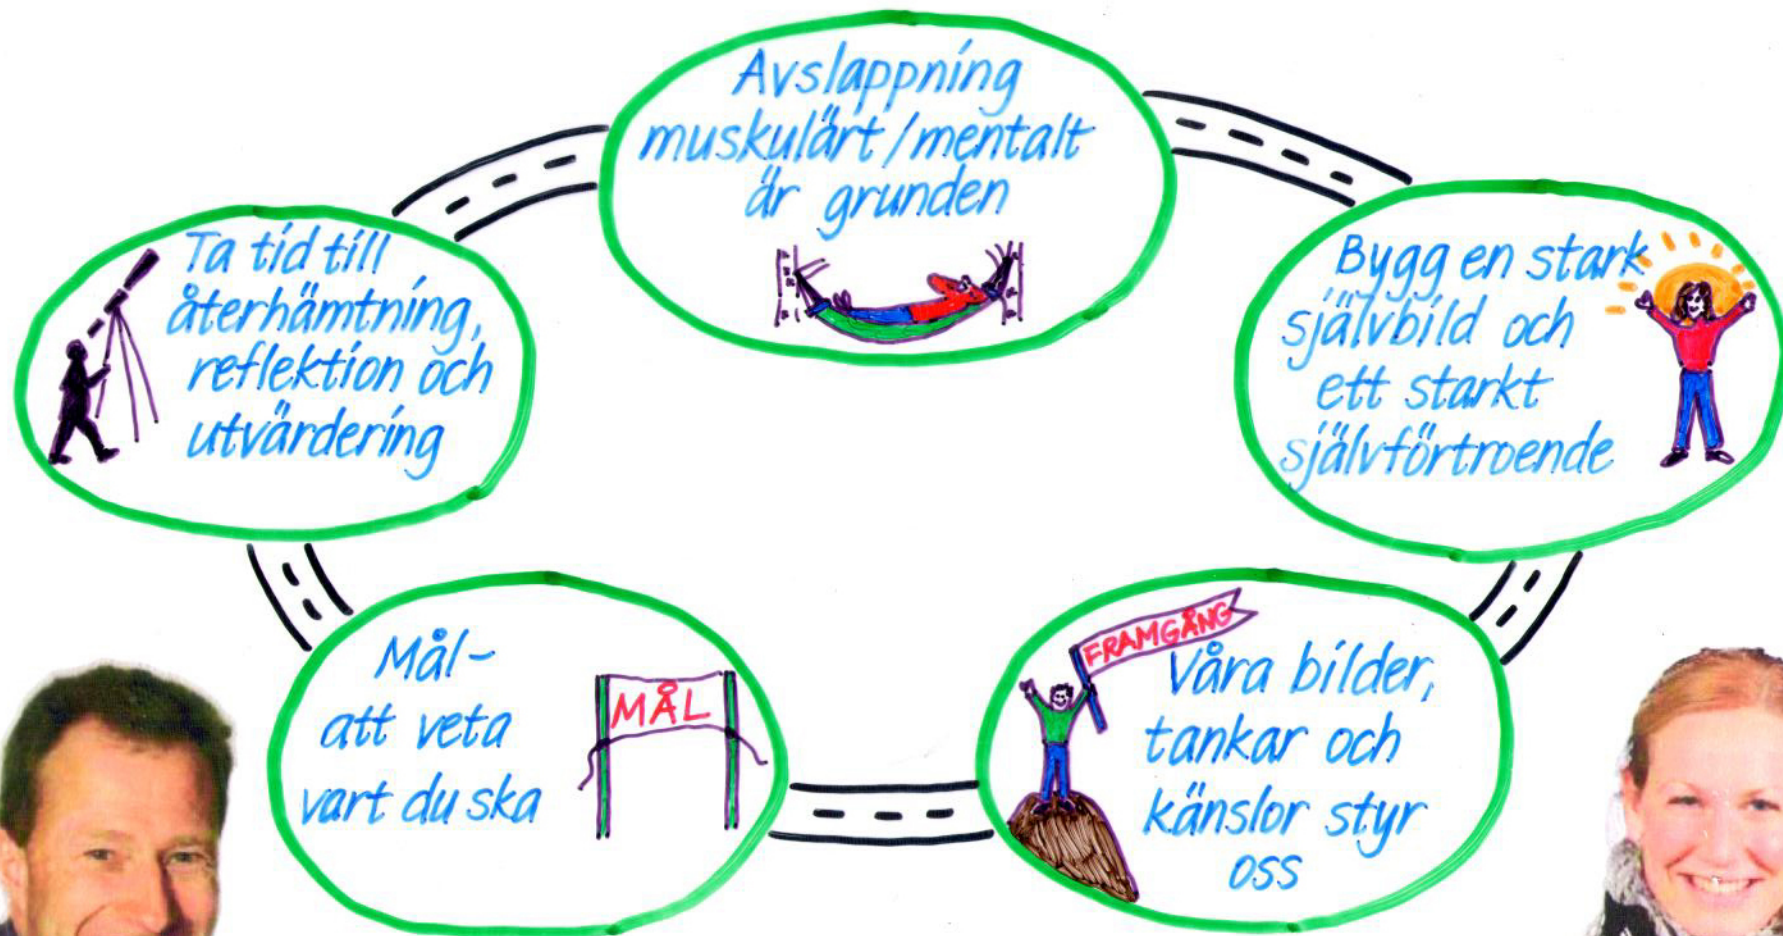 Avslappning
muskulärt/mentalt
är grunden
Bygg en stark
självbild och
ett starkt
självförtroende
FRAMGÅNG
Våra bilder,
tankar och
känslor styr
oss
Mål-
att veta
vart du ska
MÅL
Ta tid till
återhämtning,
reflektion och
utvärdering